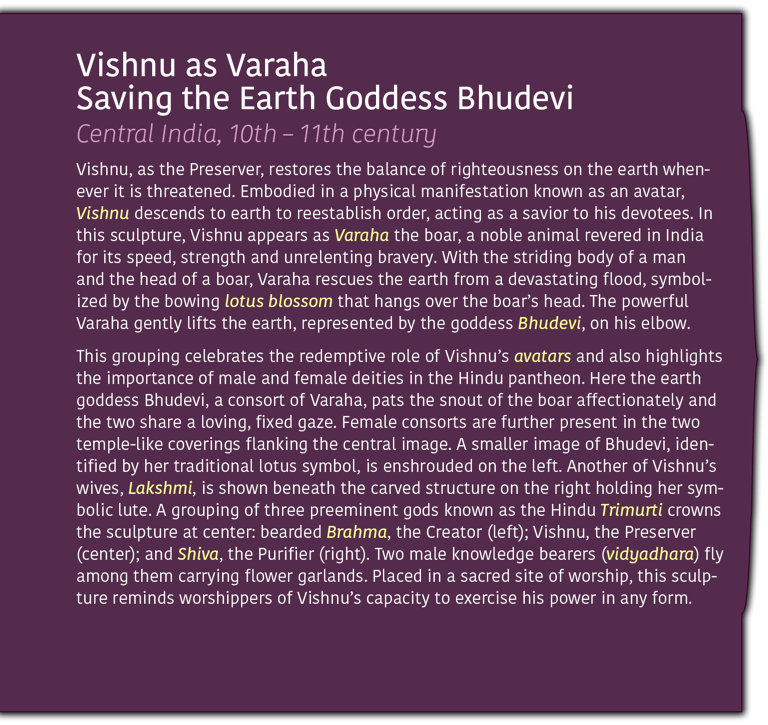 Vishnu as Varaha
Saving the Earth Goddess Bhudevi
Central India, 10th – 11th century
Vishnu, as the Preserver, restores the balance of righteousness on the earth when-
ever it is threatened. Embodied in a physical manifestation known as an avatar,
Vishnu descends to earth to reestablish order, acting as a savior to his devotees. In
this sculpture, Vishnu appears as Varaha the boar, a noble animal revered in India
for its speed, strength and unrelenting bravery. With the striding body of a man
and the head of a boar, Varaha rescues the earth from a devastating flood, symbol-
ized by the bowing lotus blossom that hangs over the boar’s head. The powerful
Varaha gently lifts the earth, represented by the goddess Bhudevi, on his elbow.
This grouping celebrates the redemptive role of Vishnu’s avatars and also highlights
the importance of male and female deities in the Hindu pantheon. Here the earth
goddess Bhudevi, a consort of Varaha, pats the snout of the boar affectionately and
the two share a loving, fixed gaze. Female consorts are further present in the two
temple-like coverings flanking the central image. A smaller image of Bhudevi, iden-
tified by her traditional lotus symbol, is enshrouded on the left. Another of Vishnu’s
wives, Lakshmi, is shown beneath the carved structure on the right holding her sym-
bolic lute. A grouping of three preeminent gods known as the Hindu Trimurti crowns
the sculpture at center: bearded Brahma, the Creator (left); Vishnu, the Preserver
(center); and Shiva, the Purifier (right). Two male knowledge bearers (vidyadhara) fly
among them carrying flower garlands. Placed in a sacred site of worship, this sculp-
ture reminds worshippers of Vishnu’s capacity to exercise his power in any form.